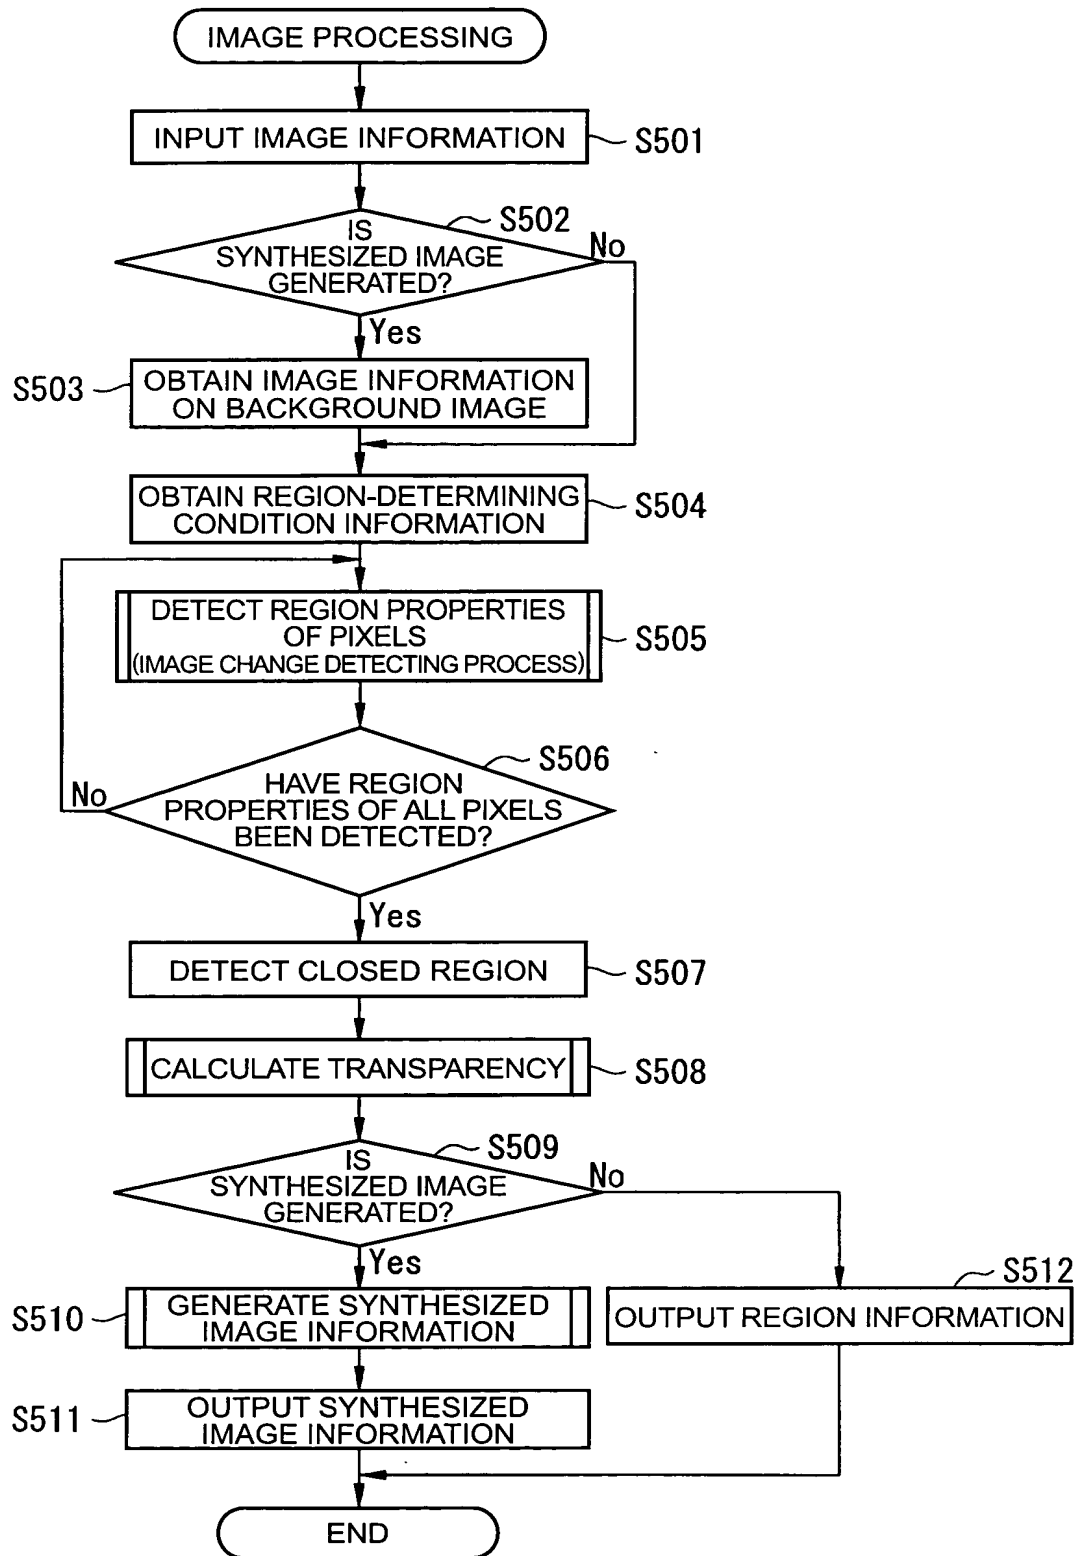 IMAGE PROCESSING
INPUT IMAGE INFORMATION
S501
S502
IS
SYNTHESIZED IMAGE
GENERATED?
No
Yes
S503
OBTAIN IMAGE INFORMATION
ON BACKGROUND IMAGE
OBTAIN REGION-DETERMINING
CONDITION INFORMATION
S504
DETECT REGION PROPERTIES
OF PIXELS
(IMAGE CHANGE DETECTING PROCESS)
S505
S506
HAVE REGION
PROPERTIES OF ALL PIXELS
BEEN DETECTED?
No
Yes
DETECT CLOSED REGION
S507
CALCULATE TRANSPARENCY
S508
S509
IS
SYNTHESIZED IMAGE
GENERATED?
No
Yes
S510
GENERATE SYNTHESIZED
IMAGE INFORMATION
S512
OUTPUT REGION INFORMATION
S511
OUTPUT SYNTHESIZED
IMAGE INFORMATION
END